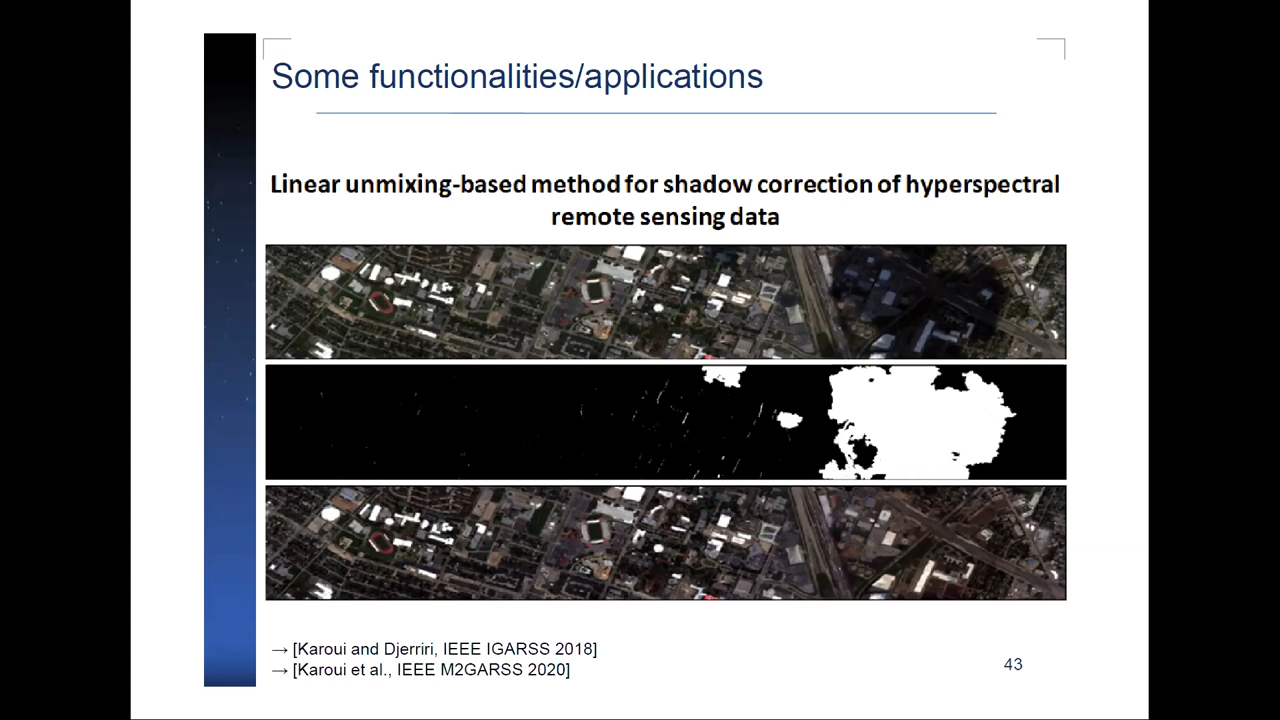 Some functionalities/applications
Linear unmixing-based method for shadow correction of hyperspectral
remote sensing data
→ [Karoui and Djerriri, IEEE IGARSS 2018]
→ [Karoui et al., IEEE M2GARSS 2020]
43